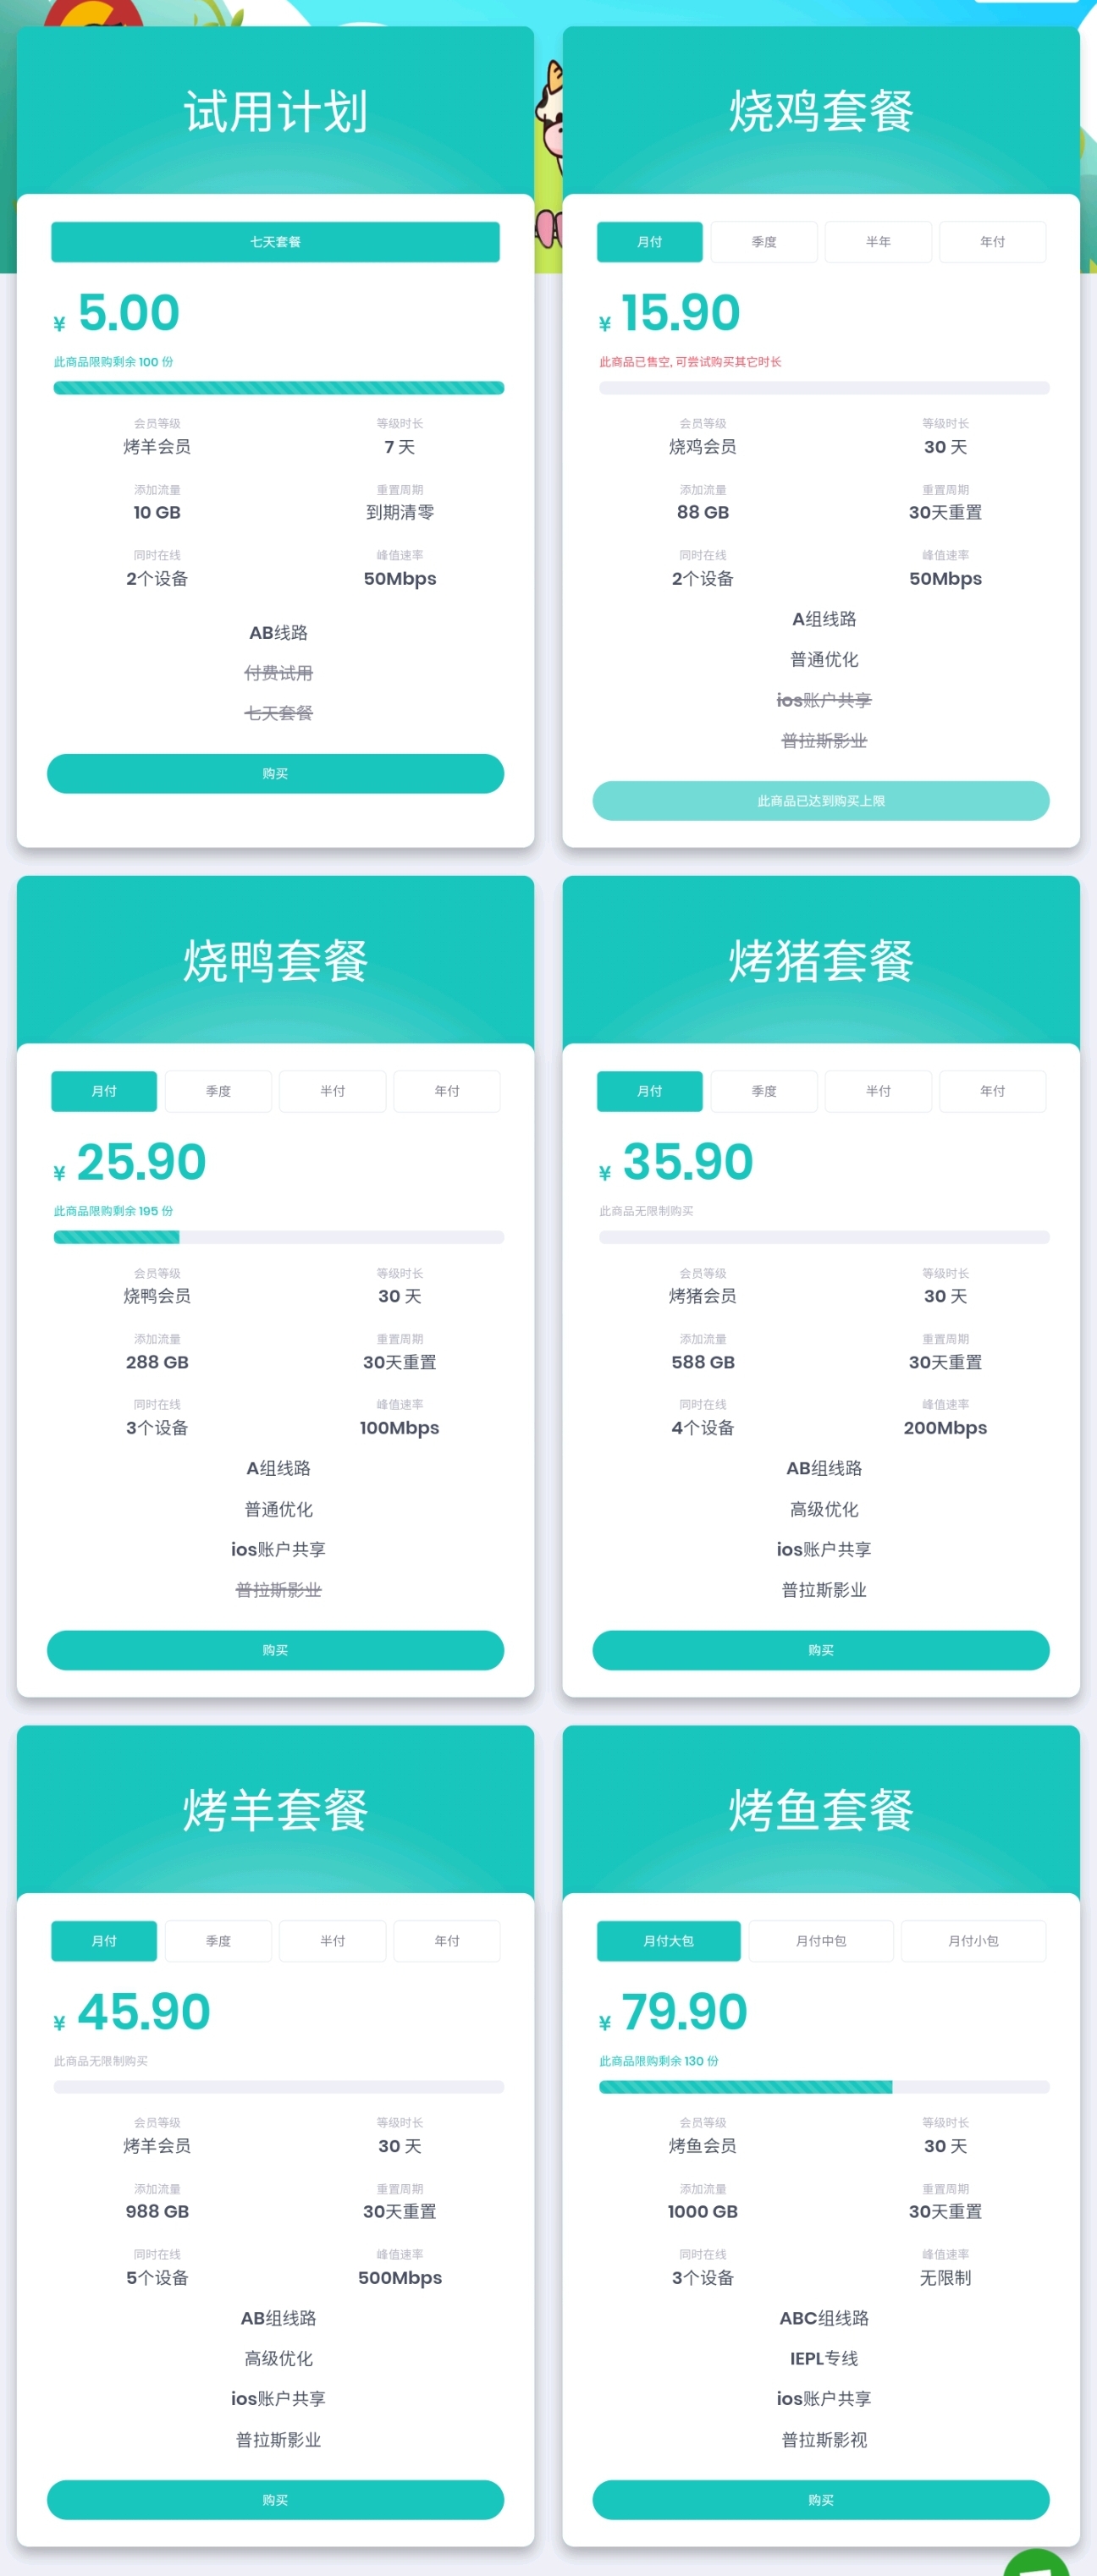 试用计划
七天套餐
¥ 5.00
此商品限购剩余 100 份
会员等级 等级时长
烤羊会员 7 天
添加流量 重置周期
10 GB 到期清零
同时在线 峰值速率
2个设备 50Mbps
AB线路
付费试用
七天套餐
购买
烧鸡套餐
月付 季度 半年 年付
¥ 15.90
此商品已售空, 可尝试购买其它时长
会员等级 等级时长
烧鸡会员 30 天
添加流量 重置周期
88 GB 30天重置
同时在线 峰值速率
2个设备 50Mbps
A组线路
普通优化
ios账户共享
普拉斯影业
此商品已达到购买上限
烧鸭套餐
月付 季度 半付 年付
¥ 25.90
此商品限购剩余 195 份
会员等级 等级时长
烧鸭会员 30 天
添加流量 重置周期
288 GB 30天重置
同时在线 峰值速率
3个设备 100Mbps
A组线路
普通优化
ios账户共享
普拉斯影业
购买
烤猪套餐
月付 季度 半付 年付
¥ 35.90
此商品无限制购买
会员等级 等级时长
烤猪会员 30 天
添加流量 重置周期
588 GB 30天重置
同时在线 峰值速率
4个设备 200Mbps
AB组线路
高级优化
ios账户共享
普拉斯影业
购买
烤羊套餐
月付 季度 半付 年付
¥ 45.90
此商品无限制购买
会员等级 等级时长
烤羊会员 30 天
添加流量 重置周期
988 GB 30天重置
同时在线 峰值速率
5个设备 500Mbps
AB组线路
高级优化
ios账户共享
普拉斯影业
购买
烤鱼套餐
月付大包 月付中包 月付小包
¥ 79.90
此商品限购剩余 130 份
会员等级 等级时长
烤鱼会员 30 天
添加流量 重置周期
1000 GB 30天重置
同时在线 峰值速率
3个设备 无限制
ABC组线路
IEPL专线
ios账户共享
普拉斯影视
购买